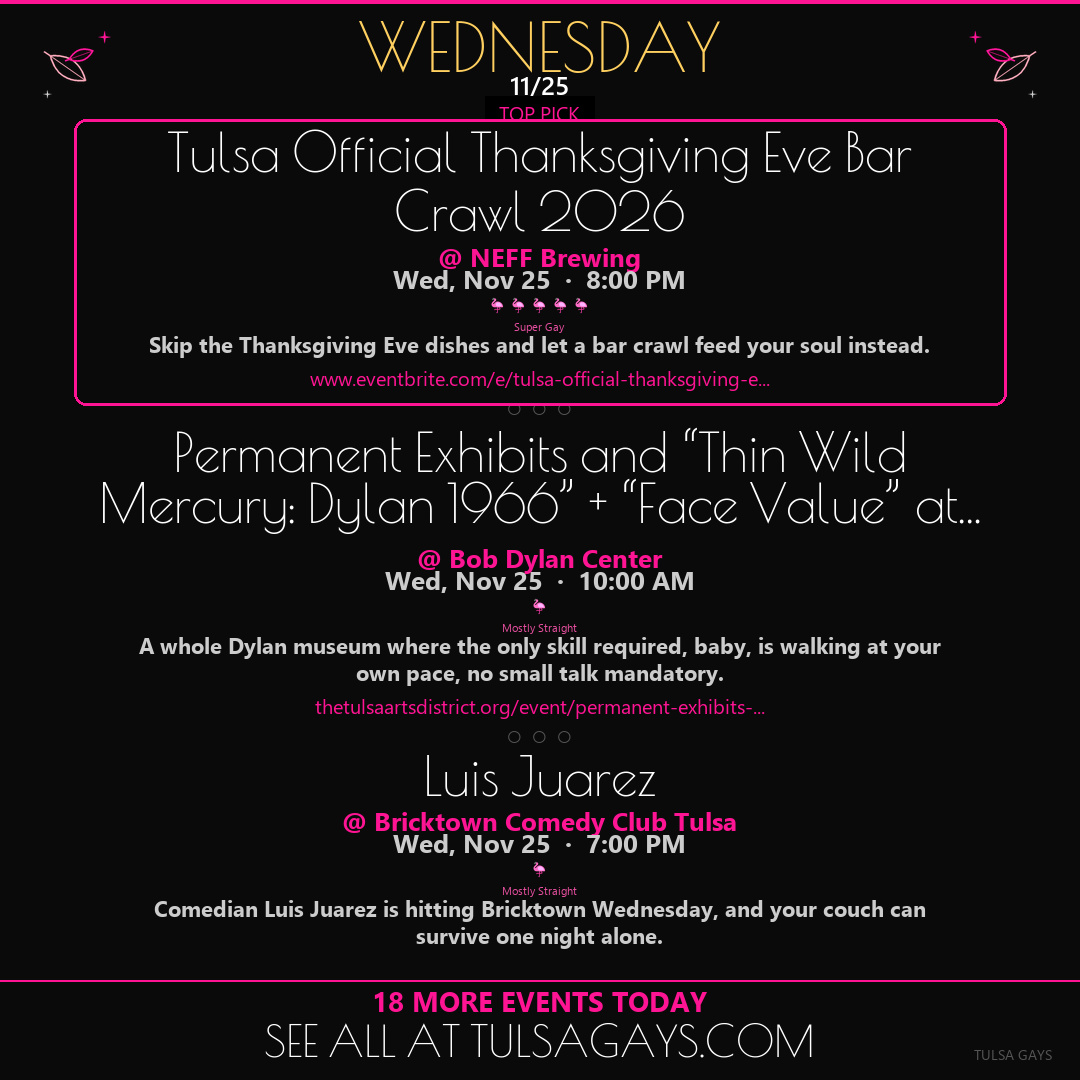 WEDNESDAY
11/25
TOP PICK
Tulsa Official Thanksgiving Eve Bar
Crawl 2026
@ NEFF Brewing
Wed, Nov 25 · 8:00 PM
Super Gay
Skip the Thanksgiving Eve dishes and let a bar crawl feed your soul instead.
www.eventbrite.com/e/tulsa-official-thanksgiving-e...
Permanent Exhibits and “Thin Wild
Mercury: Dylan 1966” + “Face Value” at...
@ Bob Dylan Center
Wed, Nov 25 · 10:00 AM
Mostly Straight
A whole Dylan museum where the only skill required, baby, is walking at your
own pace, no small talk mandatory.
thetulsaartsdistrict.org/event/permanent-exhibits-...
Luis Juarez
@ Bricktown Comedy Club Tulsa
Wed, Nov 25 · 7:00 PM
Mostly Straight
Comedian Luis Juarez is hitting Bricktown Wednesday, and your couch can
survive one night alone.
18 MORE EVENTS TODAY
SEE ALL AT TULSAGAYS.COM
TULSA GAYS